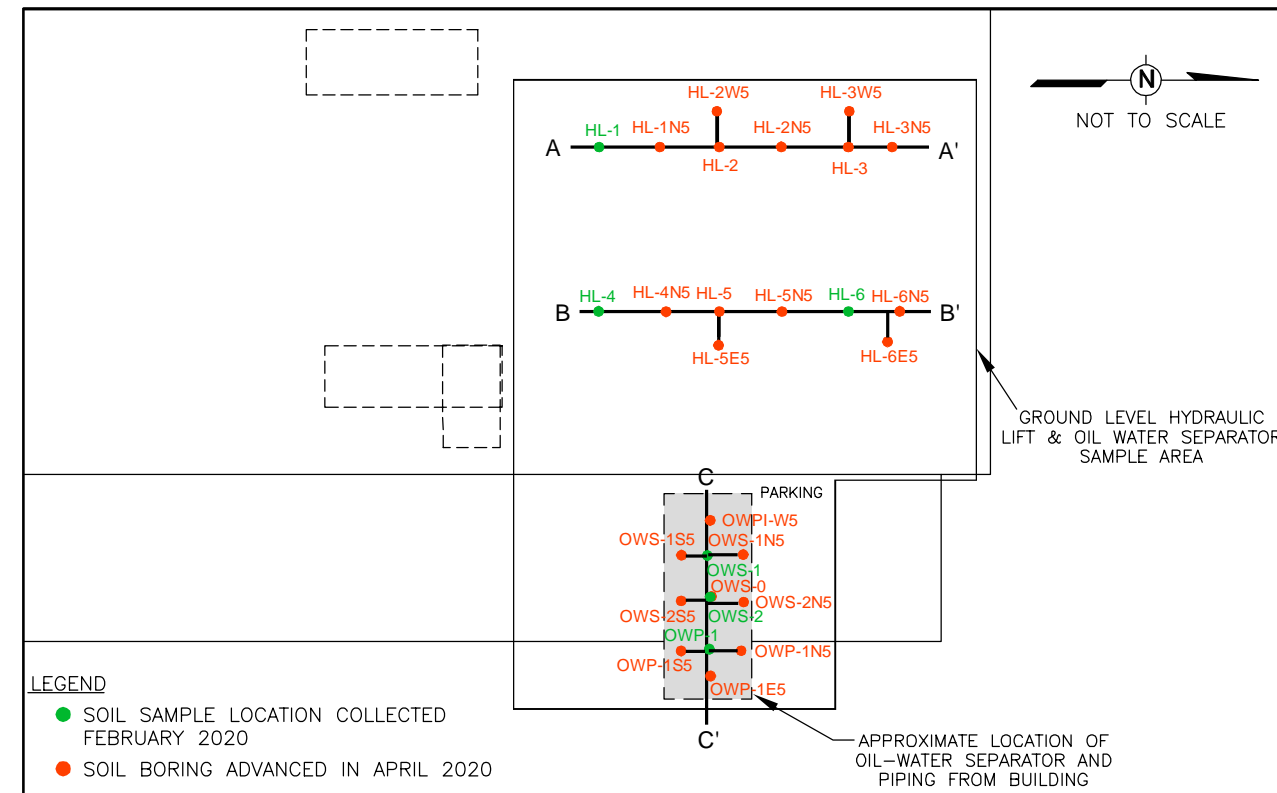 N
NOT TO SCALE
HL-2W5
HL-3W5
HL-1
HL-1N5
HL-2N5
HL-3N5
A
A'
HL-2
HL-3
HL-4
HL-4N5
HL-5
HL-5N5
HL-6
HL-6N5
B
B'
HL-5E5
HL-6E5
GROUND LEVEL HYDRAULIC
LIFT & OIL WATER SEPARATOR
SAMPLE AREA
C
PARKING
OWPI-W5
OWS-1S5
OWS-1N5
OWS-1
OWS-0
OWS-2N5
OWS-2S5
OWS-2
OWP-1
OWP-1S5
OWP-1N5
OWP-1E5
C'
LEGEND
SOIL SAMPLE LOCATION COLLECTED
FEBRUARY 2020
SOIL BORING ADVANCED IN APRIL 2020
APPROXIMATE LOCATION OF
OIL-WATER SEPARATOR AND
PIPING FROM BUILDING